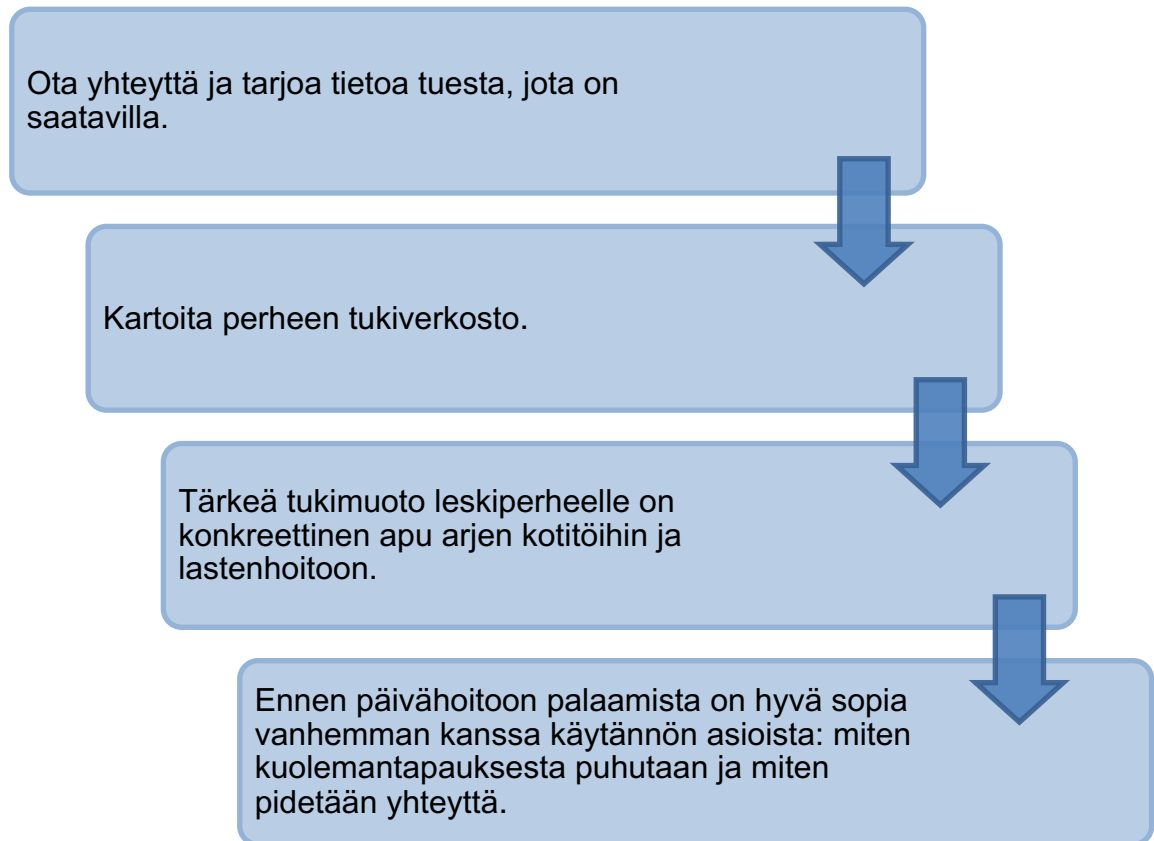 Ota yhteyttä ja tarjoa tietoa tuesta, jota on
saatavilla.
Kartoita perheen tukiverkosto.
Tärkeä tukimuoto leskiperheelle on
konkreettinen apu arjen kotitöihin ja
lastenhoitoon.
Ennen päivähoitoon palaamista on hyvä sopia
vanhemman kanssa käytännön asioista: miten
kuolemantapauksesta puhutaan ja miten
pidetään yhteyttä.